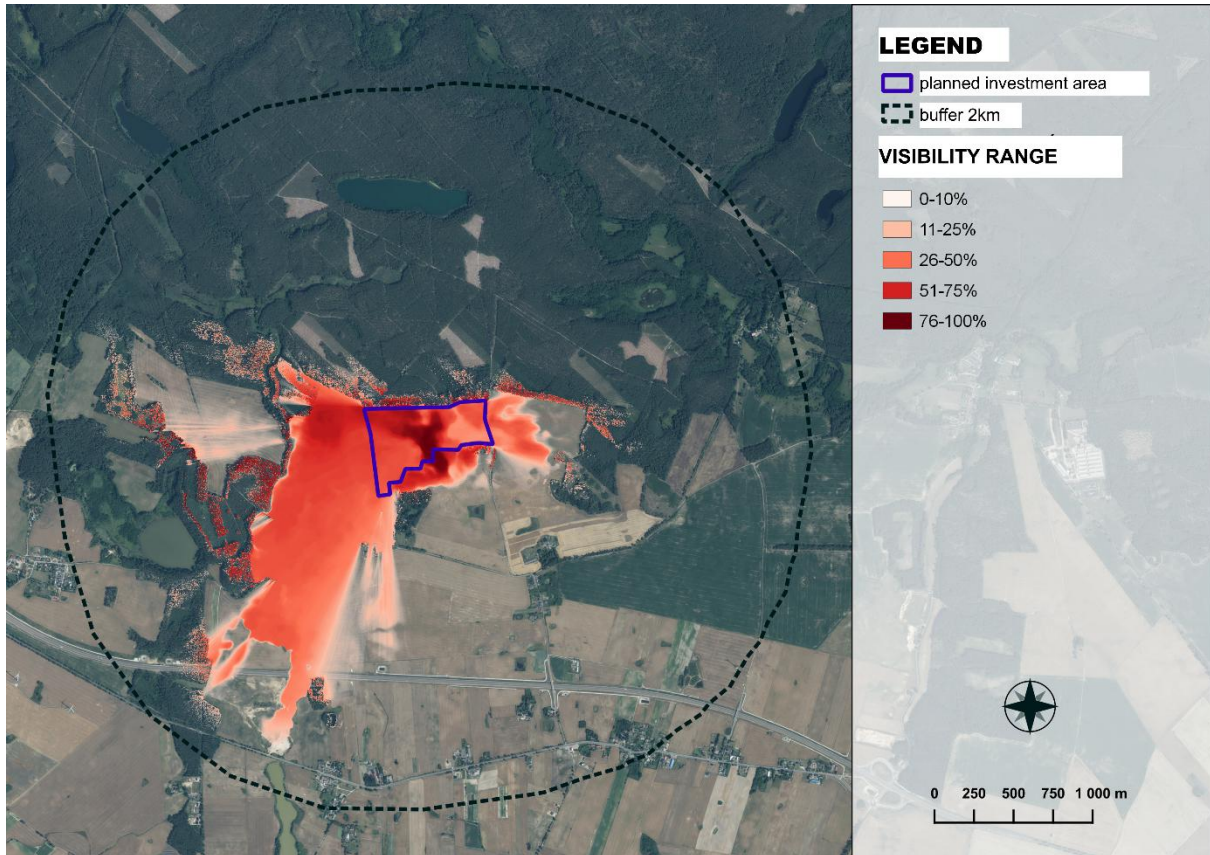 LEGEND
planned investment area
buffer 2km
VISIBILITY RANGE
0-10%
11-25%
26-50%
51-75%
76-100%
0 250 500 750 1 000 m